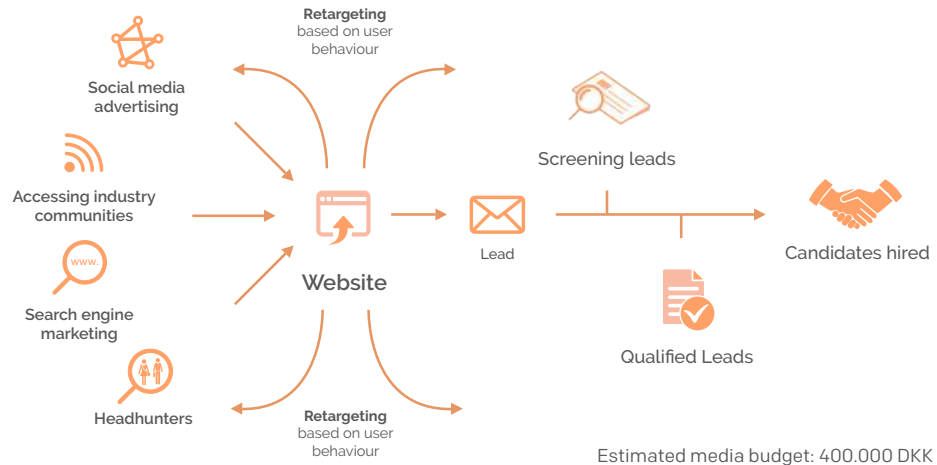 Retargeting
based on user
behaviour
Social media
advertising
Accessing industry
communities
www.
Search engine
marketing
Headhunters
Website
Lead
Screening leads
Qualified Leads
Candidates hired
Retargeting
based on user
behaviour
Estimated media budget: 400.000 DKK